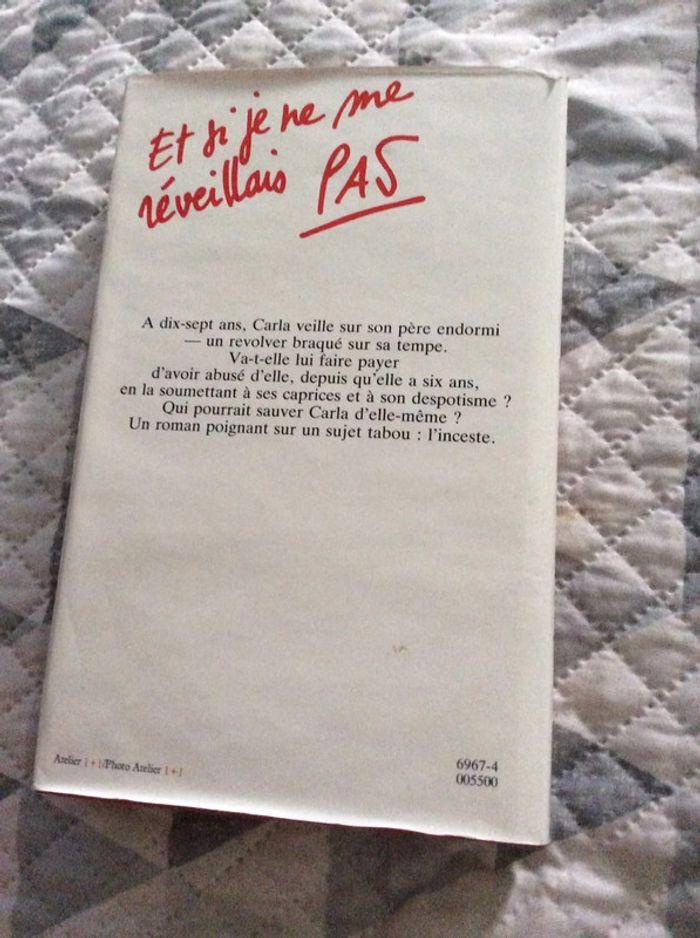 Et si je ne me
réveillais PAS
A dix-sept ans, Carla veille sur son père endormi
— un revolver braqué sur sa tempe.
Va-t-elle lui faire payer
d'avoir abusé d'elle, depuis qu'elle a six ans,
en la soumettant à ses caprices et à son despotisme ?
Qui pourrait sauver Carla d'elle-même ?
Un roman poignant sur un sujet tabou : l'inceste.
Atelier 1+1/Photo Atelier 1+1
6967-4
005500